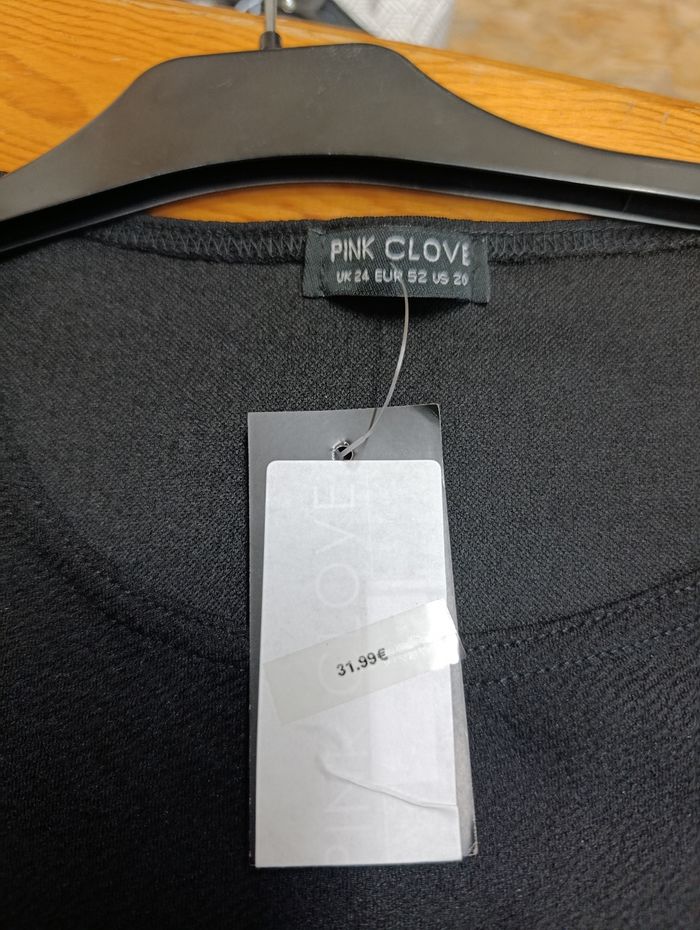 PINK CLOVE
UK 24 EUR 52 US 20
PINK CLOVE
31.99€